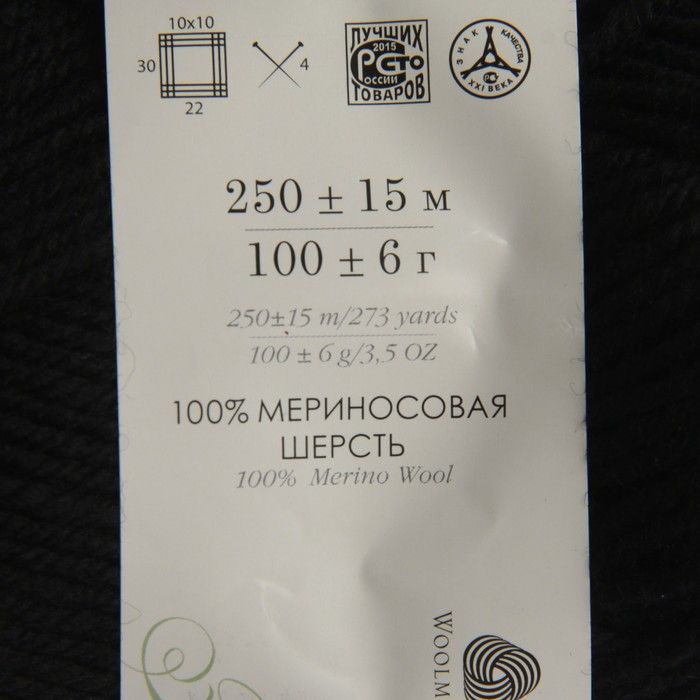 10x10
30
22
4
ЛУЧШИХ
2015
СТО
РОССИИ
ТОВАРОВ
ЗНАК КАЧЕСТВА
XXI ВЕКА
250 ± 15 м
100 ± 6 г
250±15 m/273 yards
100 ± 6 g/3,5 OZ
100% МЕРИНОСОВАЯ
ШЕРСТЬ
100% Merino Wool
WOOLM